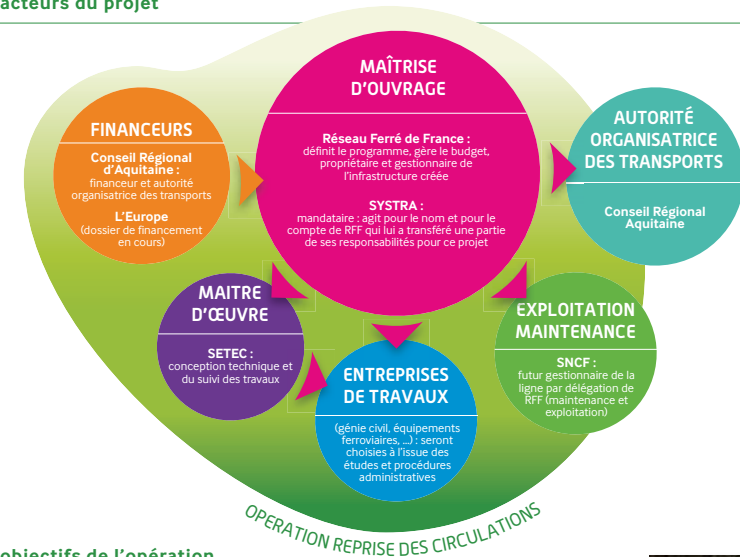 acteurs du projet
MAÎTRISE
D'OUVRAGE
Réseau Ferré de France :
définit le programme, gère le budget,
propriétaire et gestionnaire de
l'infrastructure créée
SYSTRA :
mandataire : agit pour le nom et pour le
compte de RFF qui lui a transféré une partie
de ses responsabilités pour ce projet
FINANCEURS
Conseil Régional
d'Aquitaine :
financeur et autorité
organisatrice des transports
L'Europe
(dossier de financement
en cours)
AUTORITÉ
ORGANISATRICE
DES TRANSPORTS
Conseil Régional
Aquitaine
MAITRE
D'ŒUVRE
SETEC :
conception technique et
du suivi des travaux
ENTREPRISES
DE TRAVAUX
(génie civil, équipements
ferroviaires, ...) : seront
choisies à l'issue des
études et procédures
administratives
EXPLOITATION
MAINTENANCE
SNCF :
futur gestionnaire de la
ligne par délégation de
RFF (maintenance et
exploitation)
OPERATION REPRISE DES CIRCULATIONS
objectifs de l'opération